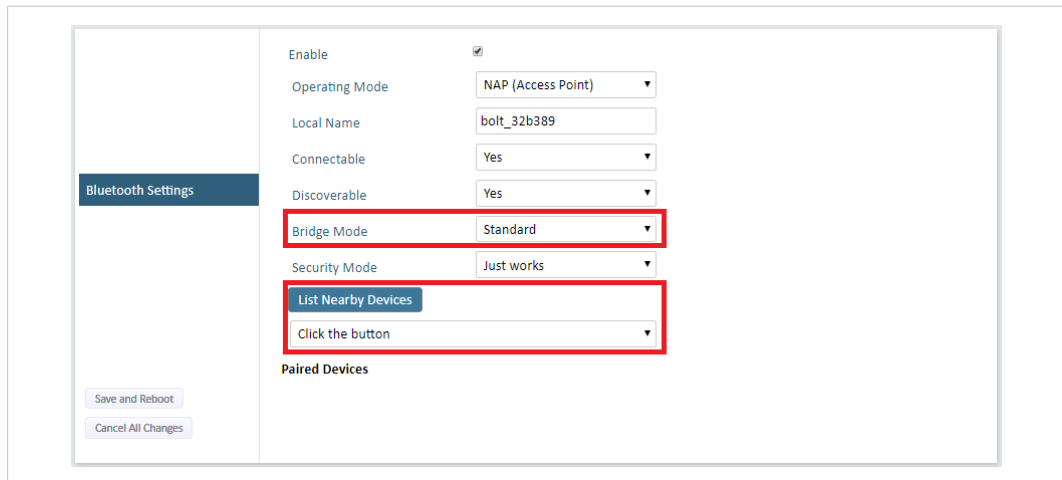 Enable
Operating Mode NAP (Access Point)
Local Name bolt_32b389
Connectable Yes
Bluetooth Settings
Discoverable Yes
Bridge Mode Standard
Security Mode Just works
List Nearby Devices
Click the button
Paired Devices
Save and Reboot
Cancel All Changes